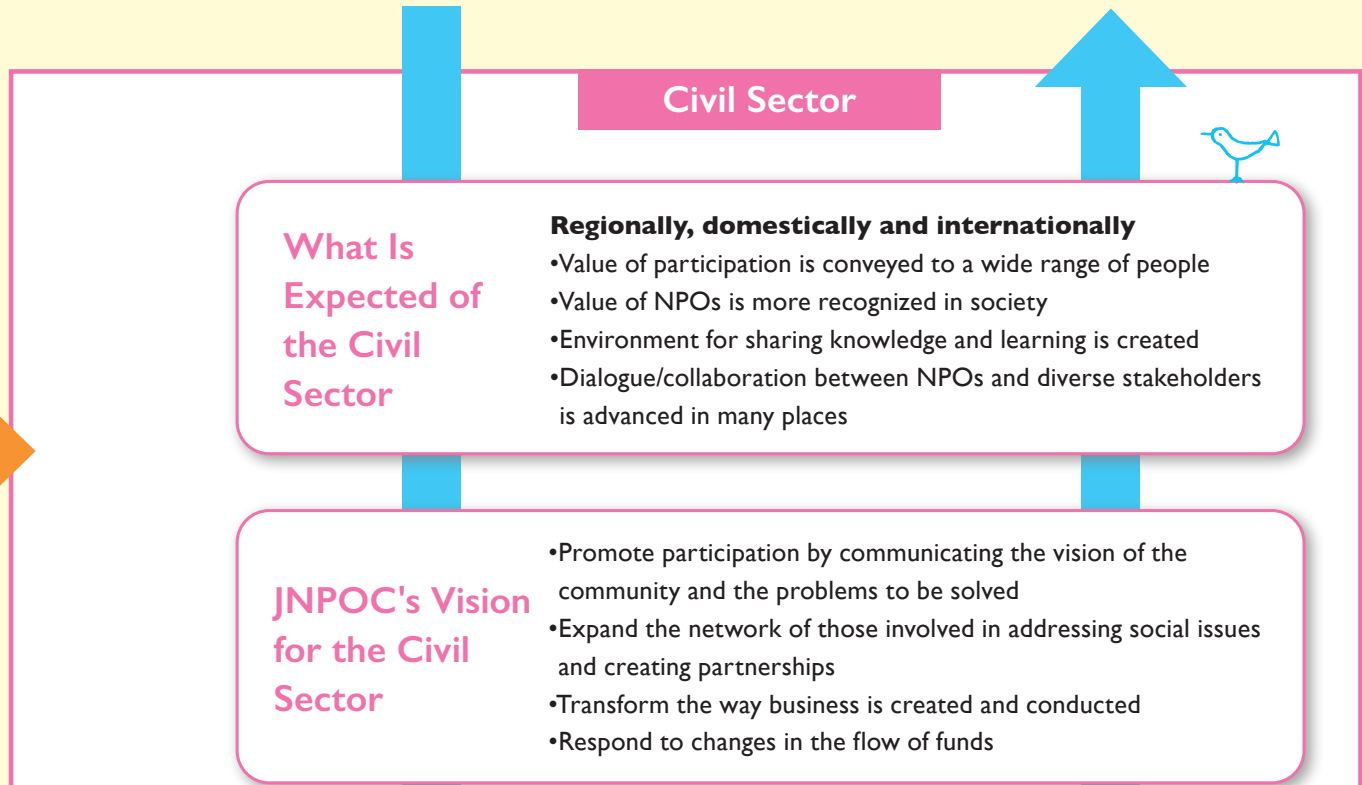 Civil Sector
What Is
Expected of
the Civil
Sector
Regionally, domestically and internationally
•Value of participation is conveyed to a wide range of people
•Value of NPOs is more recognized in society
•Environment for sharing knowledge and learning is created
•Dialogue/collaboration between NPOs and diverse stakeholders
is advanced in many places
JNPOC's Vision
for the Civil
Sector
•Promote participation by communicating the vision of the
community and the problems to be solved
•Expand the network of those involved in addressing social issues
and creating partnerships
•Transform the way business is created and conducted
•Respond to changes in the flow of funds